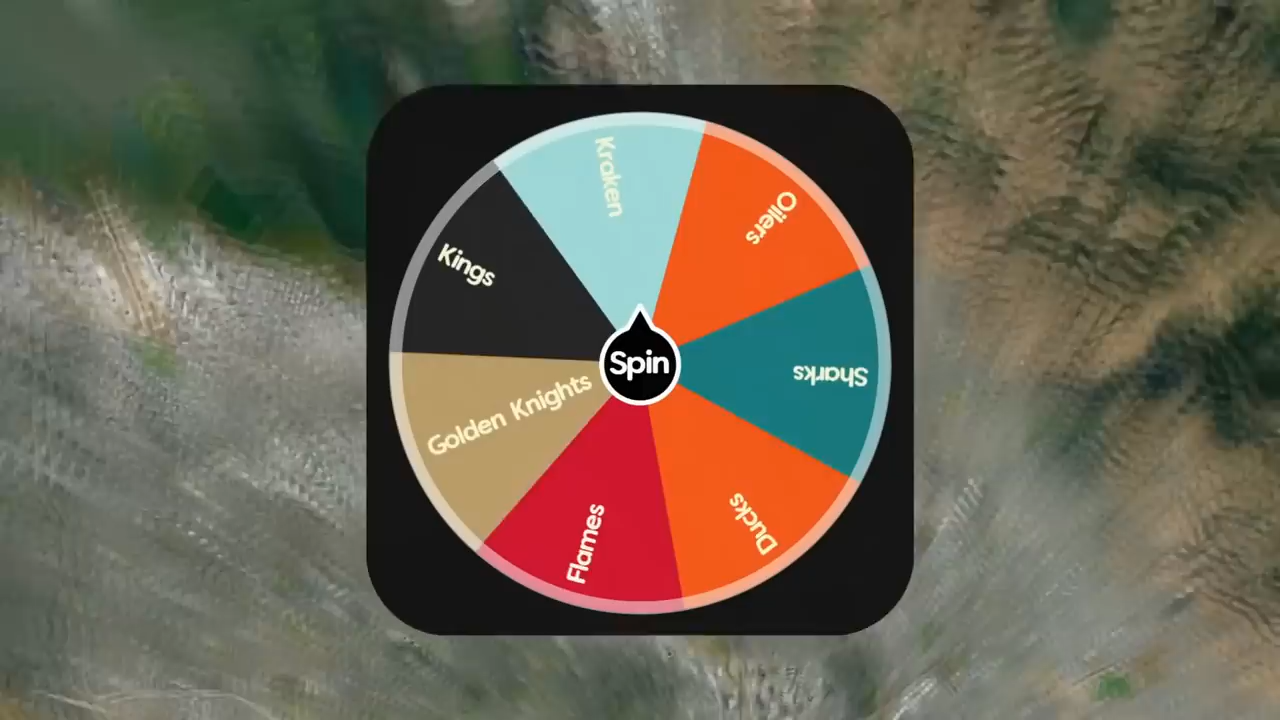 Kraken
Oilers
Kings
Spin
Sharks
Golden Knights
Ducks
Flames